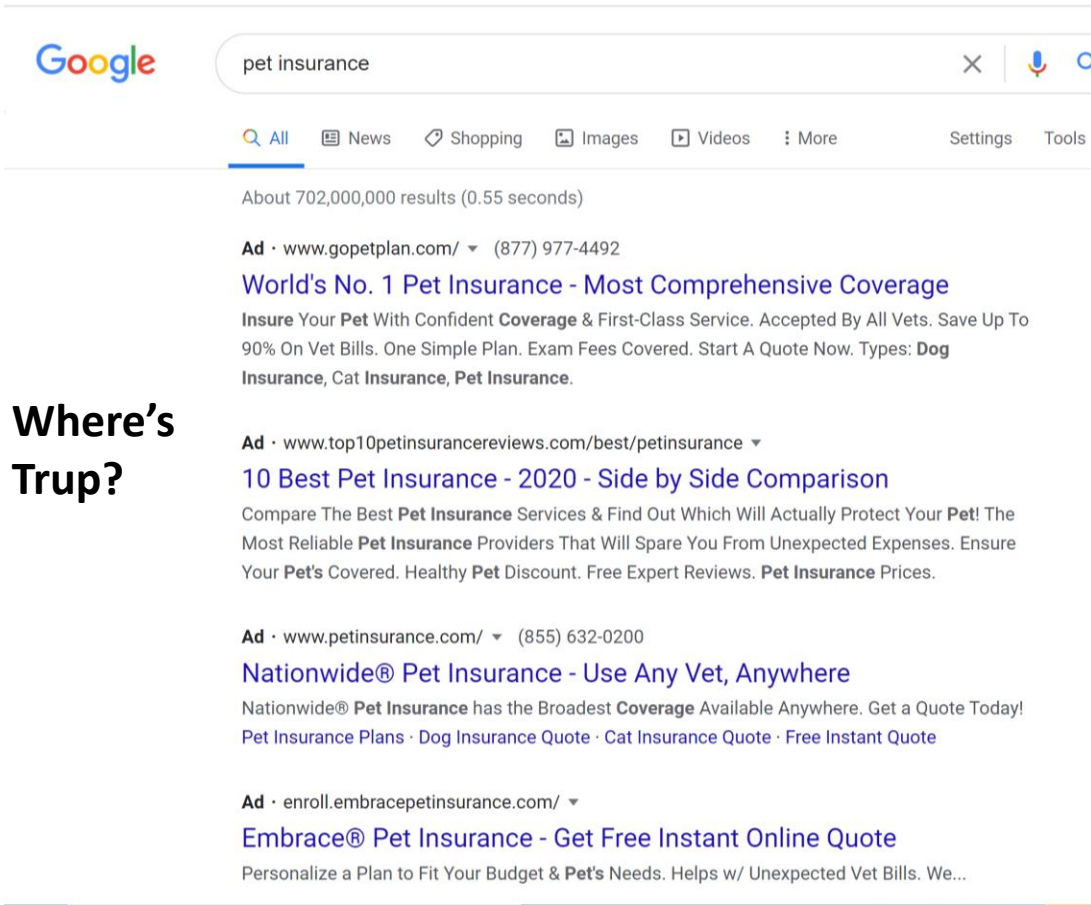 Google
pet insurance
All News Shopping Images Videos More Settings Tools
About 702,000,000 results (0.55 seconds)
Ad · www.gopetplan.com/ (877) 977-4492
World's No. 1 Pet Insurance - Most Comprehensive Coverage
Insure Your Pet With Confident Coverage & First-Class Service. Accepted By All Vets. Save Up To
90% On Vet Bills. One Simple Plan. Exam Fees Covered. Start A Quote Now. Types: Dog
Insurance, Cat Insurance, Pet Insurance.
Where's
Trup?
Ad · www.top10petinsurancereviews.com/best/petinsurance
10 Best Pet Insurance - 2020 - Side by Side Comparison
Compare The Best Pet Insurance Services & Find Out Which Will Actually Protect Your Pet! The
Most Reliable Pet Insurance Providers That Will Spare You From Unexpected Expenses. Ensure
Your Pet's Covered. Healthy Pet Discount. Free Expert Reviews. Pet Insurance Prices.
Ad · www.petinsurance.com/ (855) 632-0200
Nationwide® Pet Insurance - Use Any Vet, Anywhere
Nationwide® Pet Insurance has the Broadest Coverage Available Anywhere. Get a Quote Today!
Pet Insurance Plans · Dog Insurance Quote · Cat Insurance Quote · Free Instant Quote
Ad · enroll.embracepetinsurance.com/
Embrace® Pet Insurance - Get Free Instant Online Quote
Personalize a Plan to Fit Your Budget & Pet's Needs. Helps w/ Unexpected Vet Bills. We...